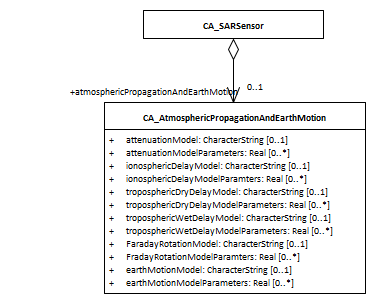 CA_SARSensor
+atmosphericPropagationAndEarthMotion
0..1
CA_AtmosphericPropagationAndEarthMotion
+ attenuationModel: CharacterString [0..1]
+ attenuationModelParameters: Real [0..*]
+ ionosphericDelayModel: CharacterString [0..1]
+ ionosphericDelayModelParamters: Real [0..*]
+ troposphericDryDelayModel: CharacterString [0..1]
+ troposphericDryDelayModelParameters: Real [0..*]
+ troposphericWetDelayModel: CharacterString [0..1]
+ troposphericWetDelayModelParameters: Real [0..*]
+ FaradayRotationModel: CharacterString [0..1]
+ FradayRotationModelParamters: Real [0..*]
+ earthMotionModel: CharacterString [0..1]
+ earthMotionModelParameters: Real [0..*]